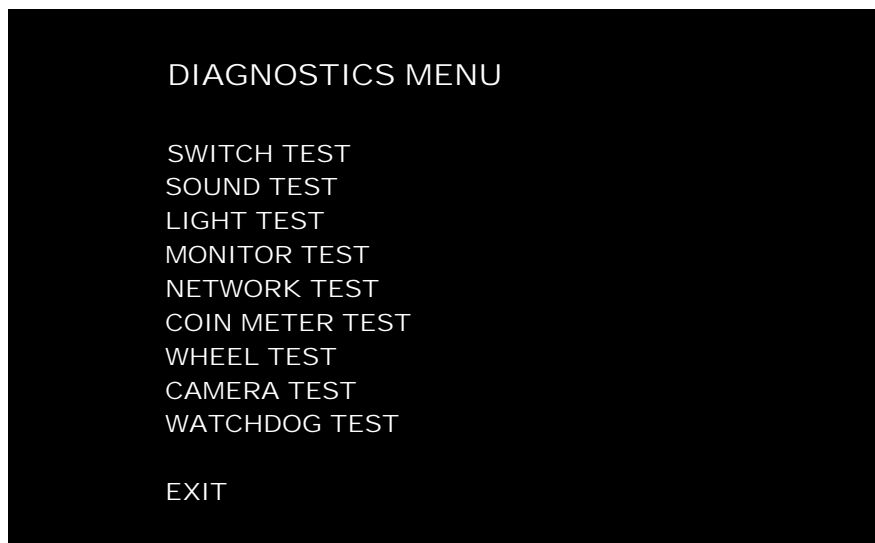 DIAGNOSTICS MENU
SWITCH TEST
SOUND TEST
LIGHT TEST
MONITOR TEST
NETWORK TEST
COIN METER TEST
WHEEL TEST
CAMERA TEST
WATCHDOG TEST
EXIT